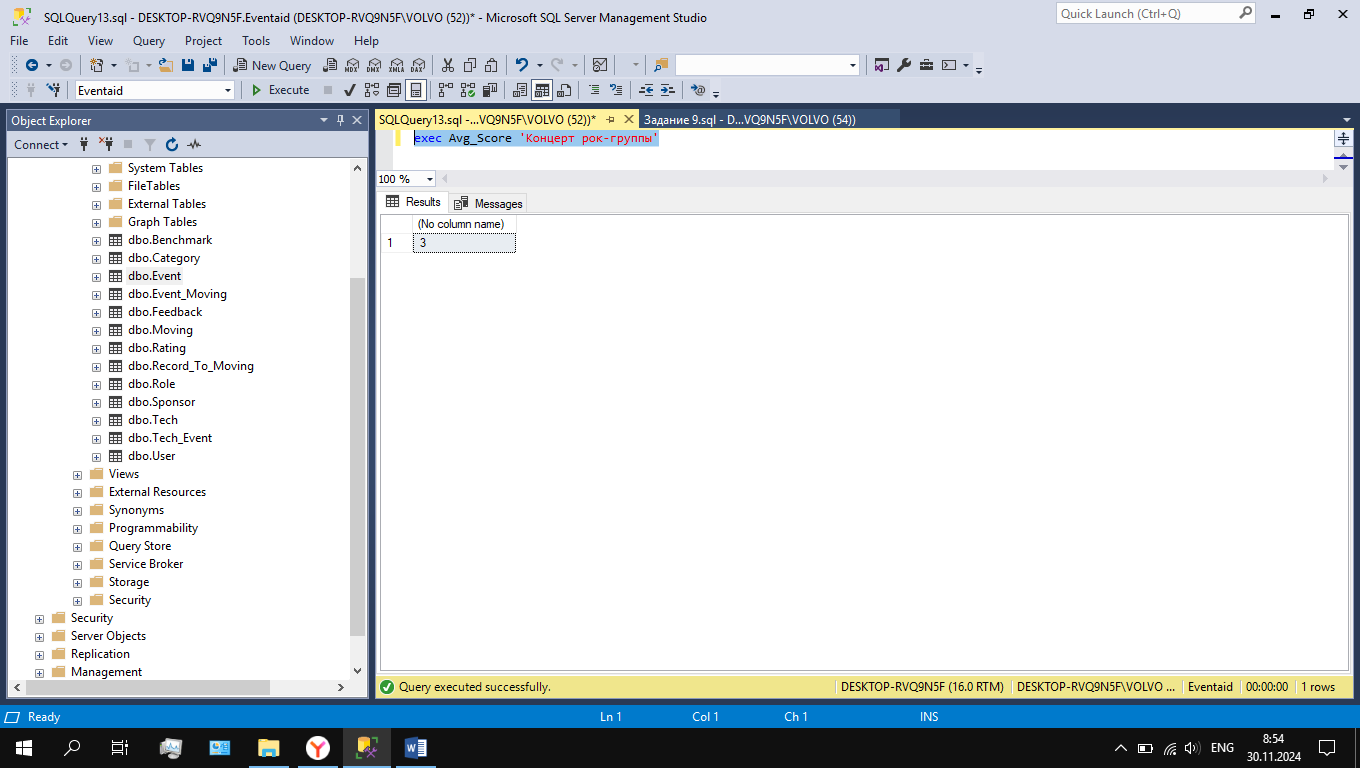 SQLQuery13.sql - DESKTOP-RVQ9N5F.Eventaid (DESKTOP-RVQ9N5F\VOLVO (52))* - Microsoft SQL Server Management Studio
Quick Launch (Ctrl+Q)
File Edit View Query Project Tools Window Help
New Query MDX DMX XMLA DAX
Eventaid Execute
Object Explorer
SQLQuery13.sql -...VQ9N5F\VOLVO (52))* Задание 9.sql - D...VQ9N5F\VOLVO (54))
Connect
exec Avg_Score 'Концерт рок-группы'
100 %
Results Messages
(No column name)
1 3
System Tables
FileTables
External Tables
Graph Tables
dbo.Benchmark
dbo.Category
dbo.Event
dbo.Event_Moving
dbo.Feedback
dbo.Moving
dbo.Rating
dbo.Record_To_Moving
dbo.Role
dbo.Sponsor
dbo.Tech
dbo.Tech_Event
dbo.User
Views
External Resources
Synonyms
Programmability
Query Store
Service Broker
Storage
Security
Security
Server Objects
Replication
Management
Query executed successfully. DESKTOP-RVQ9N5F (16.0 RTM) DESKTOP-RVQ9N5F\VOLVO ... Eventaid 00:00:00 1 rows
Ready Ln 1 Col 1 Ch 1 INS
ENG 8:54
30.11.2024